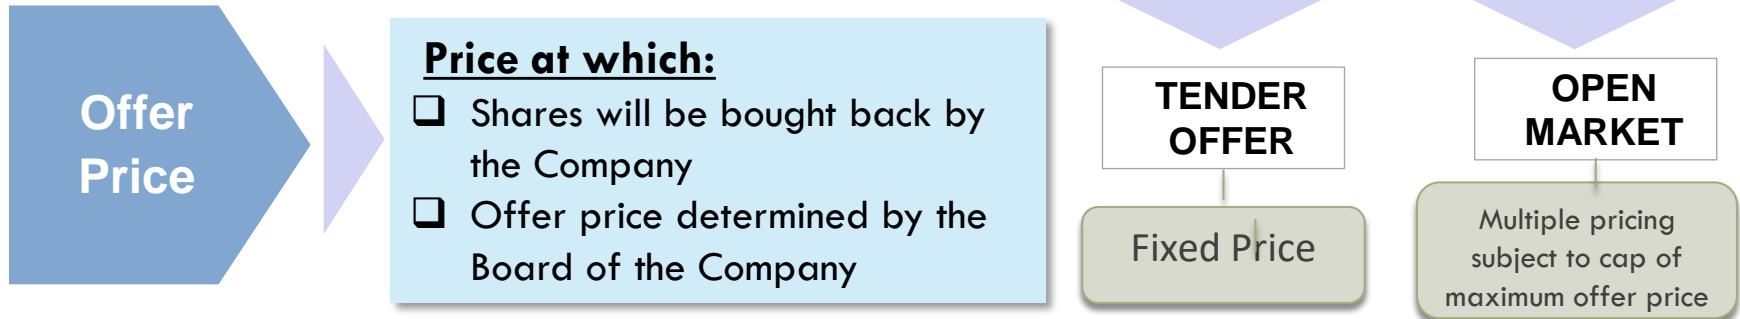 Offer
Price
Price at which:
Shares will be bought back by
the Company
Offer price determined by the
Board of the Company
TENDER
OFFER
Fixed Price
OPEN
MARKET
Multiple pricing
subject to cap of
maximum offer price